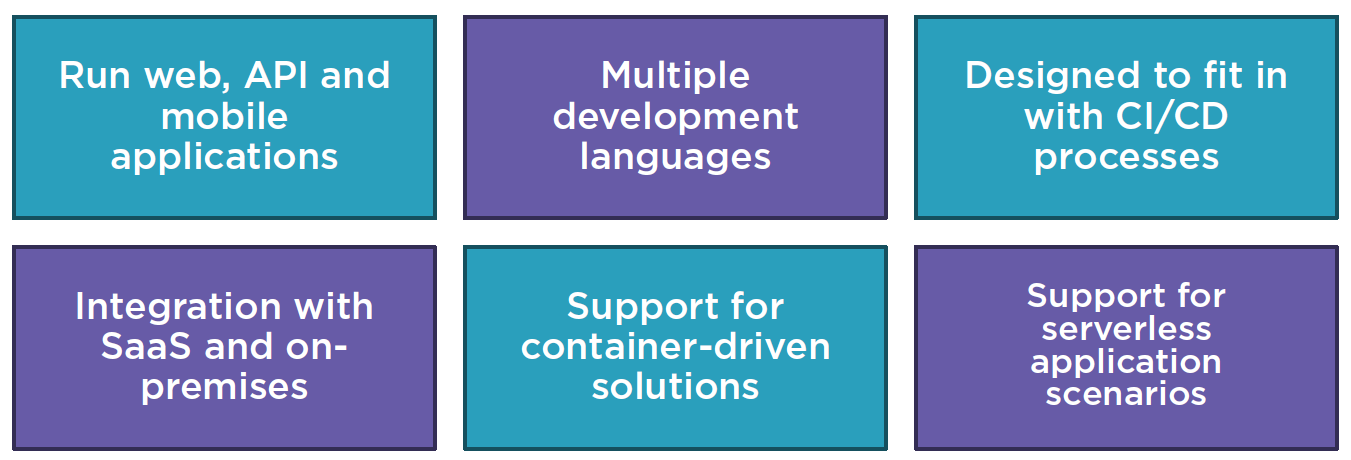 Run web, API and
mobile
applications
Multiple
development
languages
Designed to fit in
with CI/CD
processes
Integration with
SaaS and on-
premises
Support for
container-driven
solutions
Support for
serverless
application
scenarios